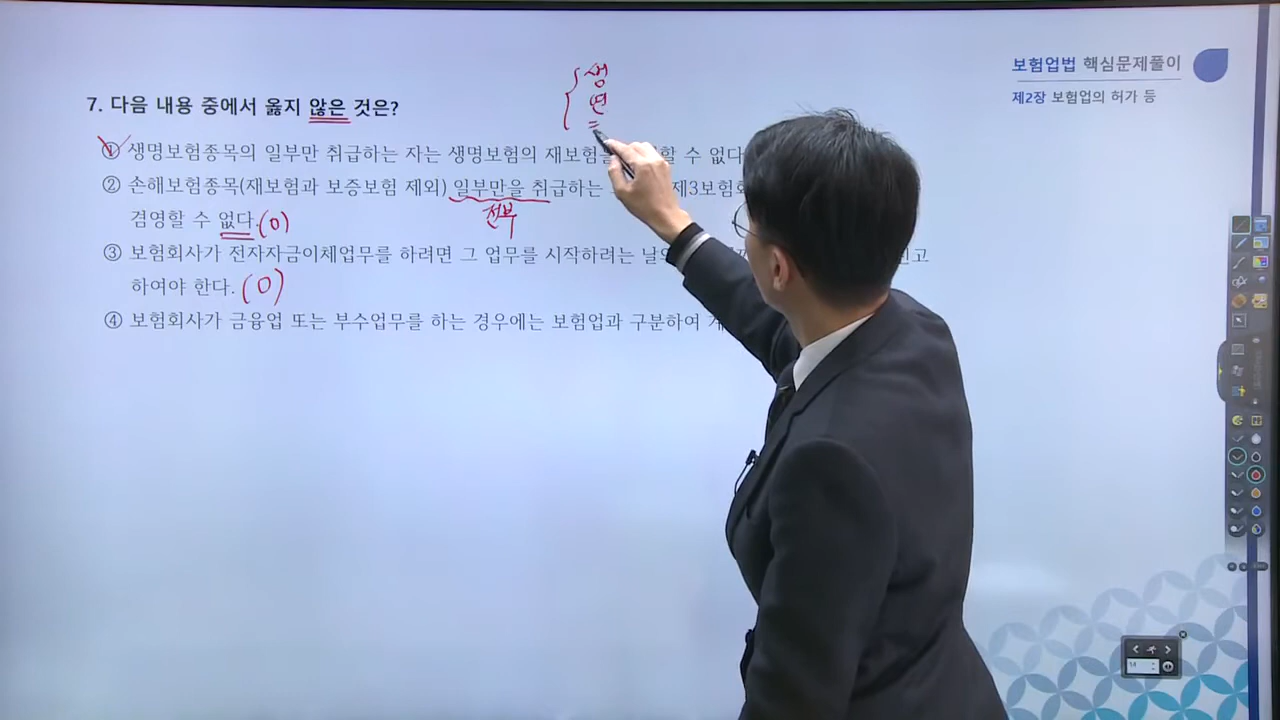 보험업법 핵심문제풀이
제2장 보험업의 허가 등
생
연
7. 다음 내용 중에서 옳지 않은 것은?
① 생명보험종목의 일부만 취급하는 자는 생명보험의 재보험 할 수 없다
② 손해보험종목(재보험과 보증보험 제외) 일부만을 취급하는 제3보험
전부
겸영할 수 없다. (O)
③ 보험회사가 전자자금이체업무를 하려면 그 업무를 시작하려는 날 신고
하여야 한다. (O)
④ 보험회사가 금융업 또는 부수업무를 하는 경우에는 보험업과 구분하여